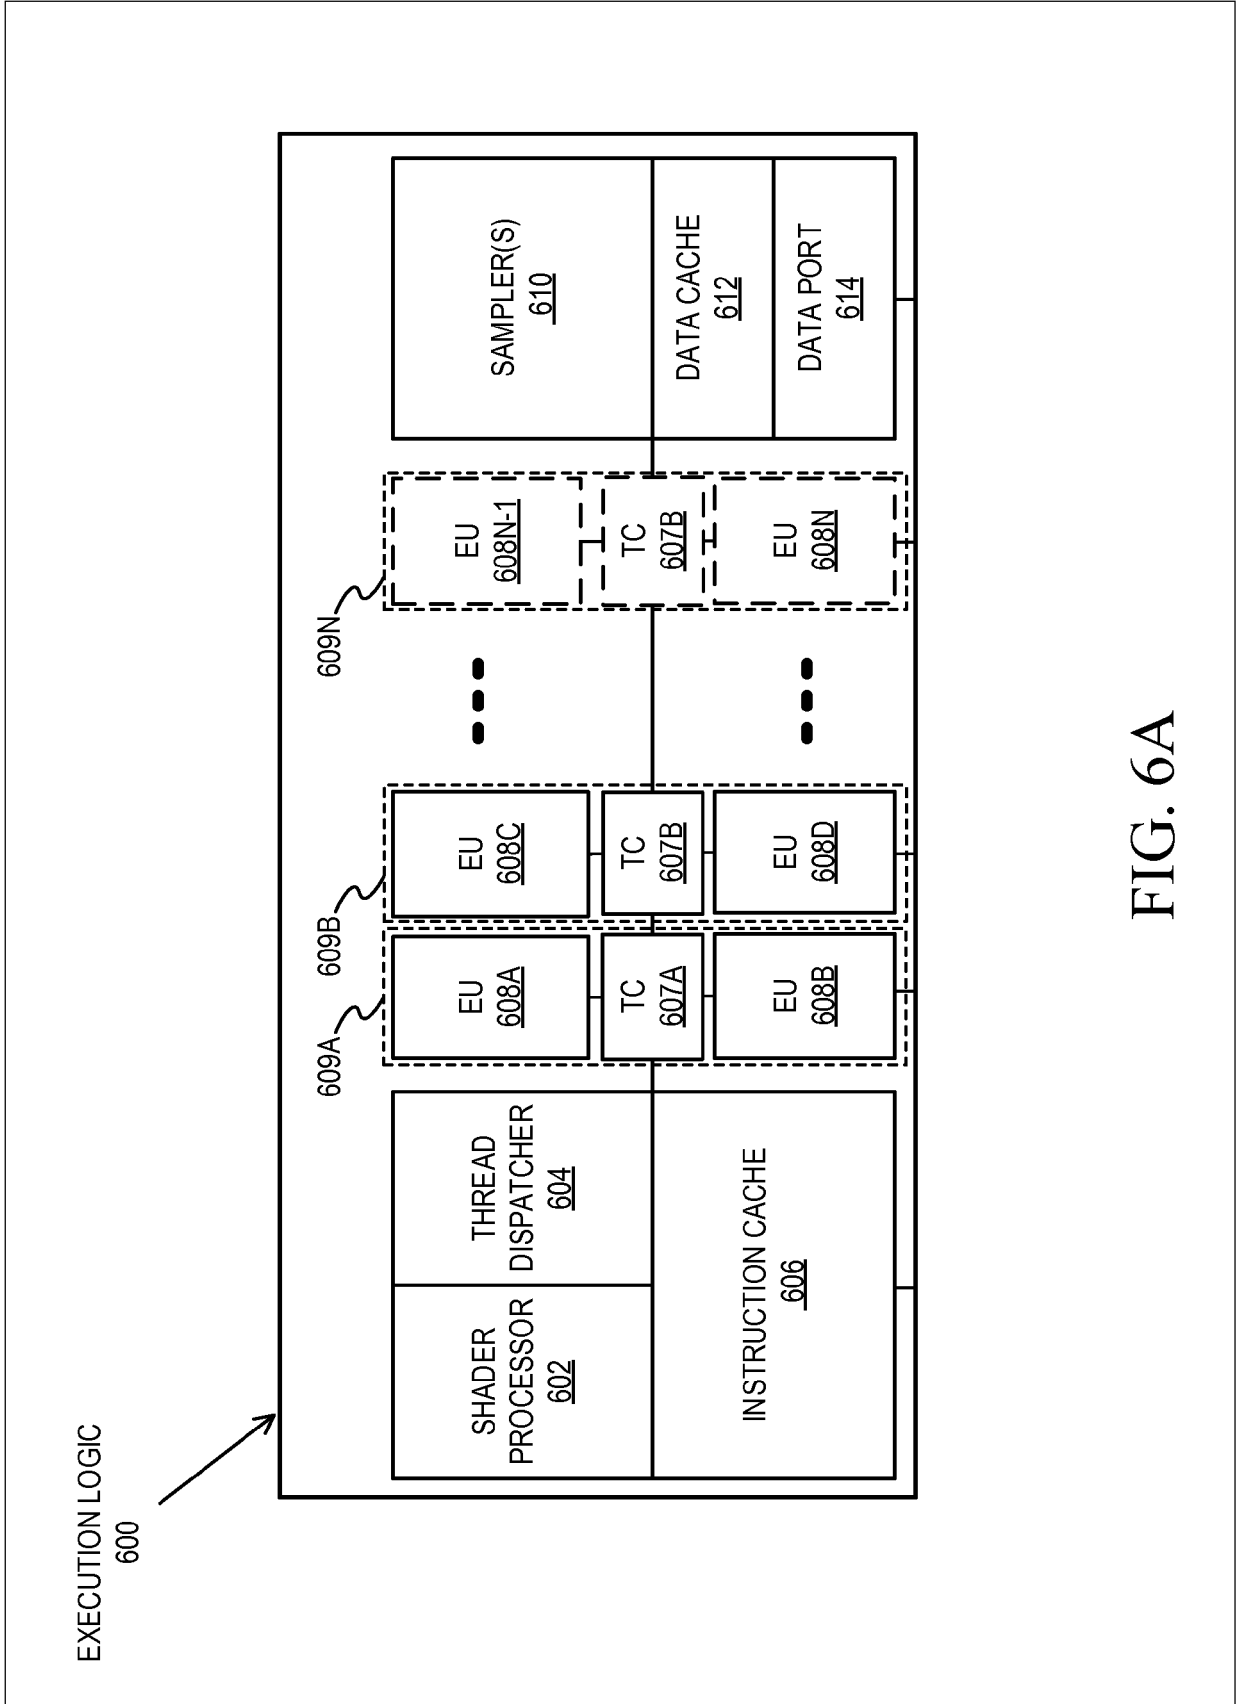 EXECUTION LOGIC
600
609A
609B
609N
SHADER
PROCESSOR
602
THREAD
DISPATCHER
604
INSTRUCTION CACHE
606
EU
608A
TC
607A
EU
608B
EU
608C
TC
607B
EU
608D
EU
608N-1
TC
607B
EU
608N
SAMPLER(S)
610
DATA CACHE
612
DATA PORT
614
FIG. 6A